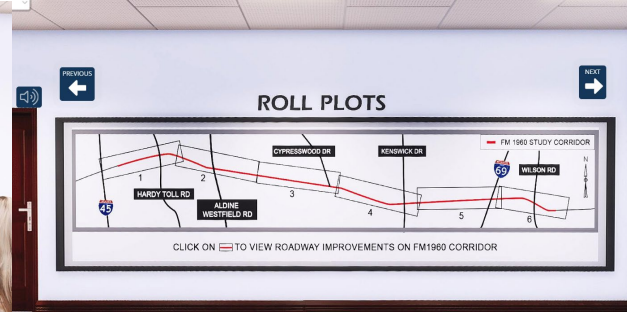 PREVIOUS
NEXT
ROLL PLOTS
FM 1960 STUDY CORRIDOR
CYPRESSWOOD DR
KENSWICK DR
N
69
WILSON RD
1
2
3
4
5
6
HARDY TOLL RD
45
ALDINE
WESTFIELD RD
CLICK ON TO VIEW ROADWAY IMPROVEMENTS ON FM1960 CORRIDOR